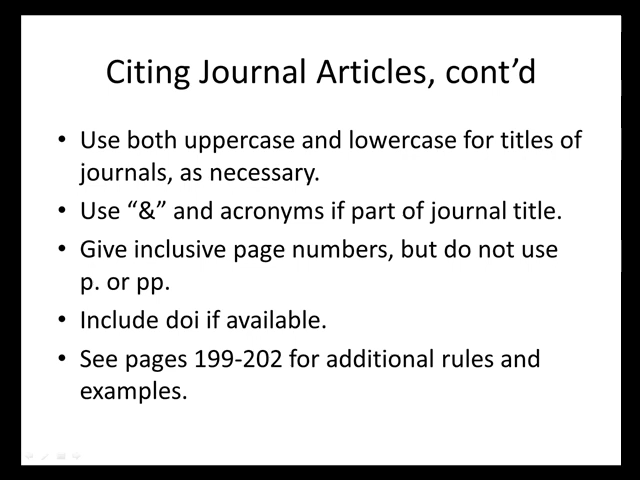 Citing Journal Articles, cont’d
• Use both uppercase and lowercase for titles of
journals, as necessary.
• Use “&” and acronyms if part of journal title.
• Give inclusive page numbers, but do not use
p. or pp.
• Include doi if available.
• See pages 199-202 for additional rules and
examples.